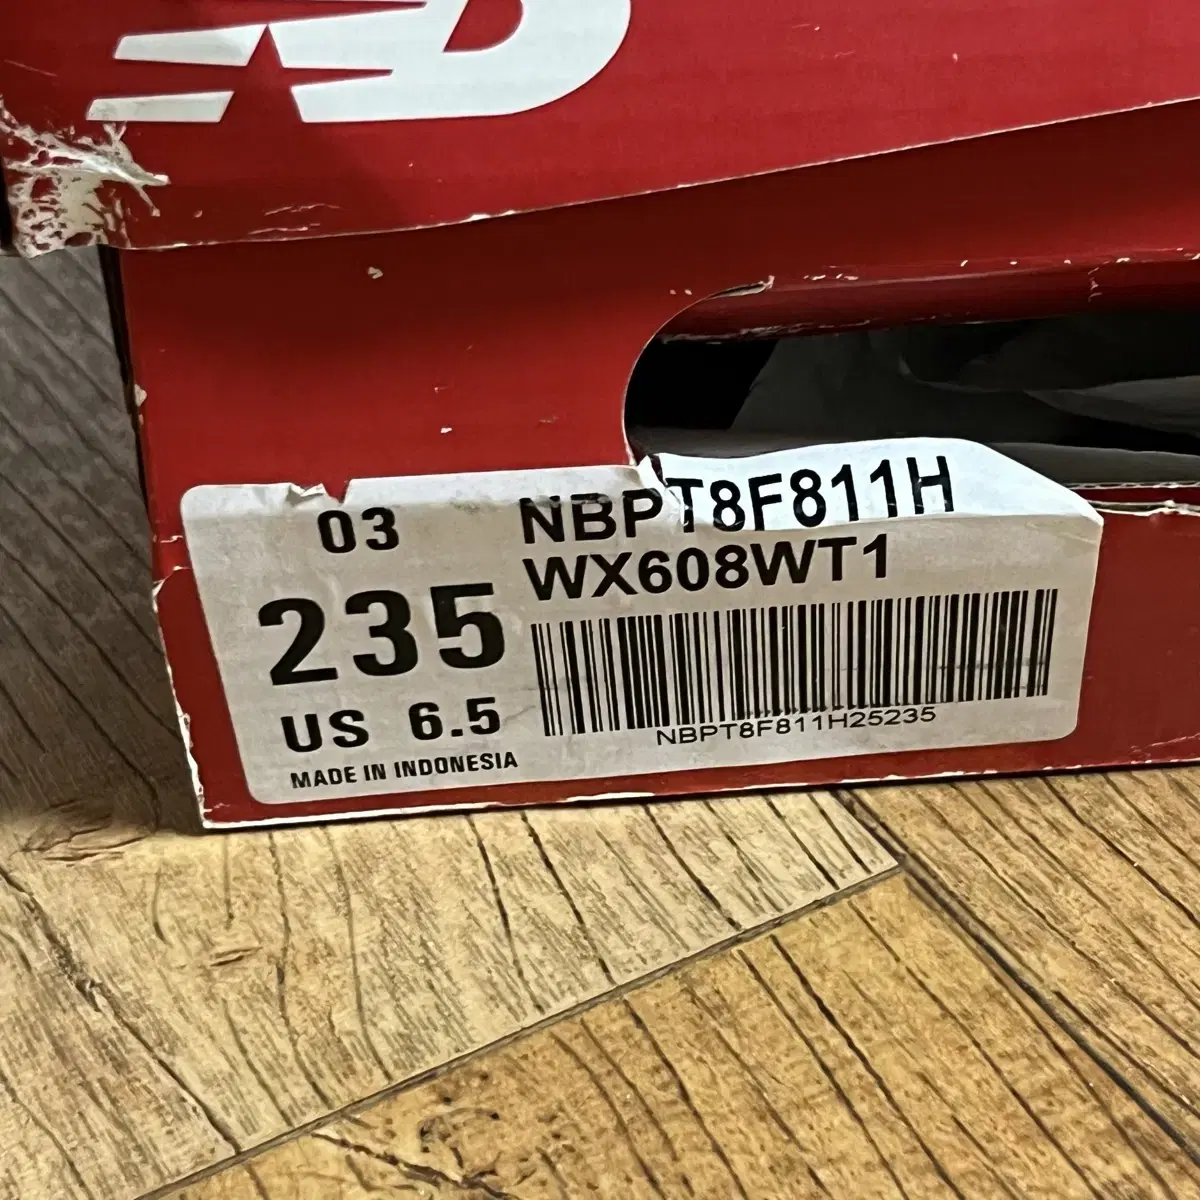 03
NBPT8F811H
WX608WT1
235
US 6.5
NBPT8F811H25235
MADE IN INDONESIA